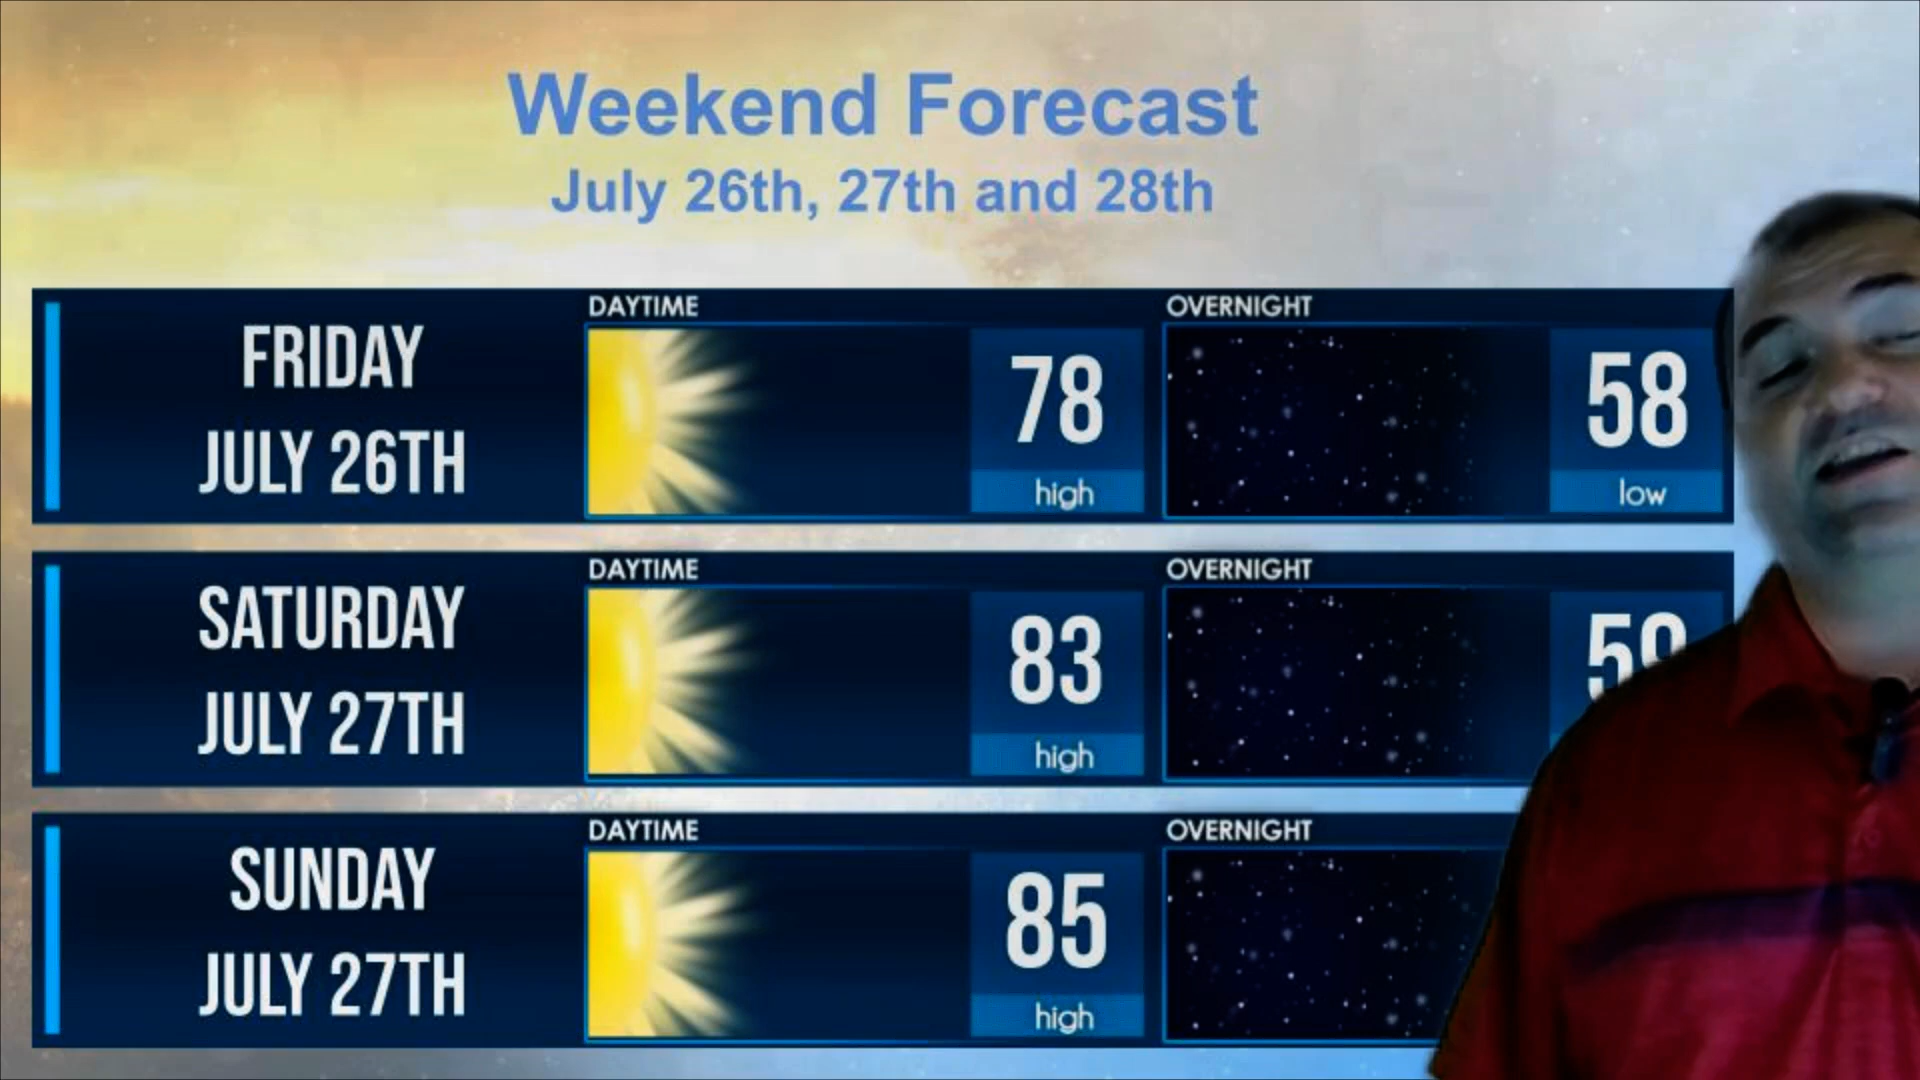 Weekend Forecast
July 26th, 27th and 28th
FRIDAY
JULY 26TH
DAYTIME
78
high
OVERNIGHT
58
low
SATURDAY
JULY 27TH
DAYTIME
83
high
OVERNIGHT
SUNDAY
JULY 27TH
DAYTIME
85
high
OVERNIGHT